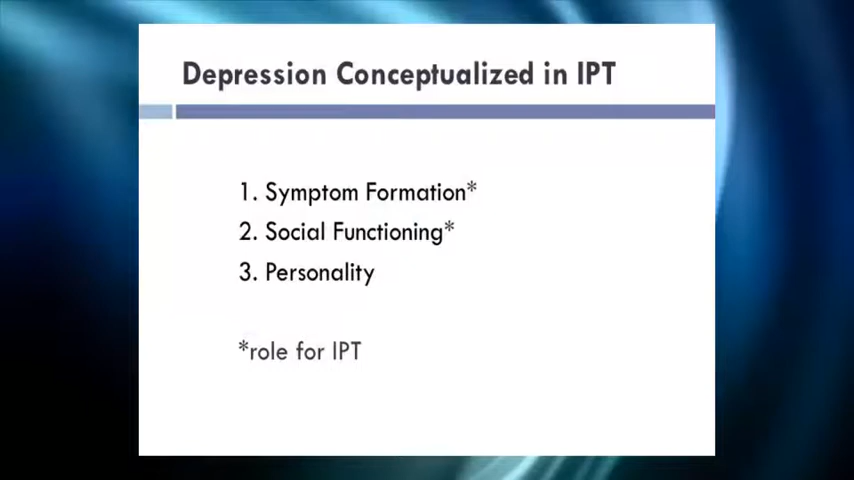 Depression Conceptualized in IPT
1. Symptom Formation*
2. Social Functioning*
3. Personality
*role for IPT